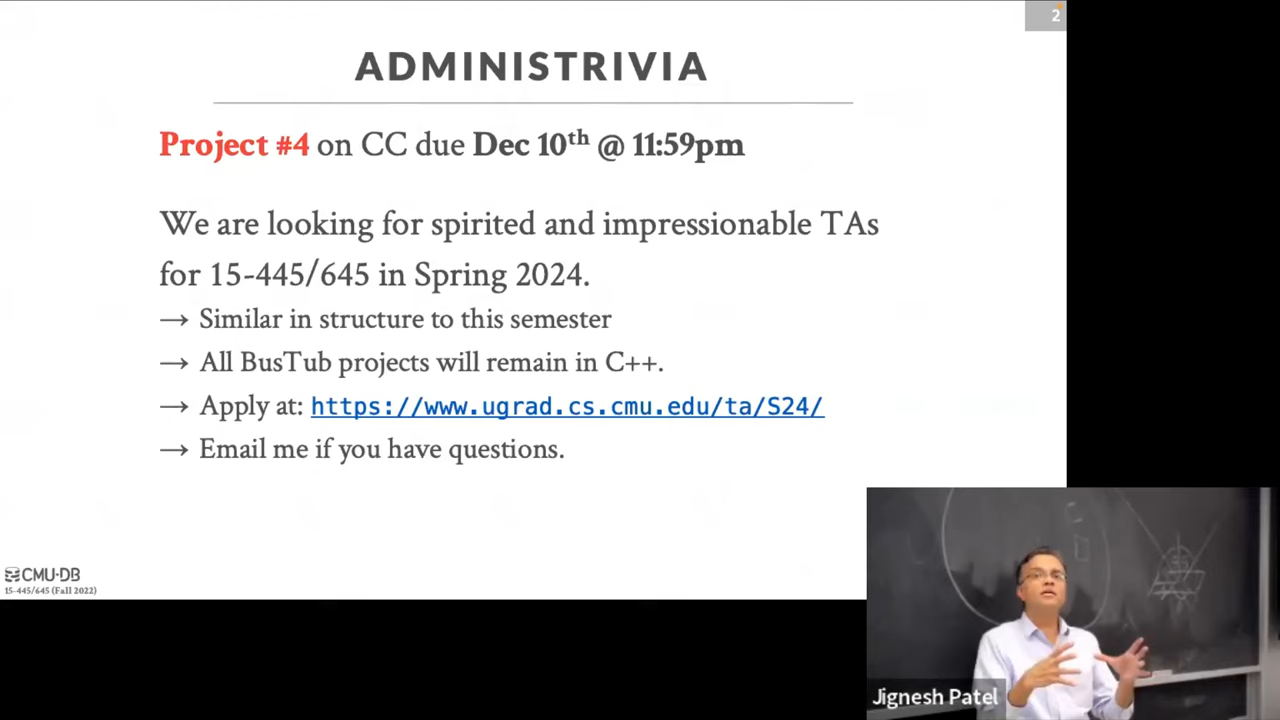 2
ADMINISTRIVIA
Project #4 on CC due Dec 10th @ 11:59pm
We are looking for spirited and impressionable TAs
for 15-445/645 in Spring 2024.
→ Similar in structure to this semester
→ All BusTub projects will remain in C++.
→ Apply at: https://www.ugrad.cs.cmu.edu/ta/S24/
→ Email me if you have questions.
CMU·DB
15-445/645 (Fall 2022)
Jignesh Patel